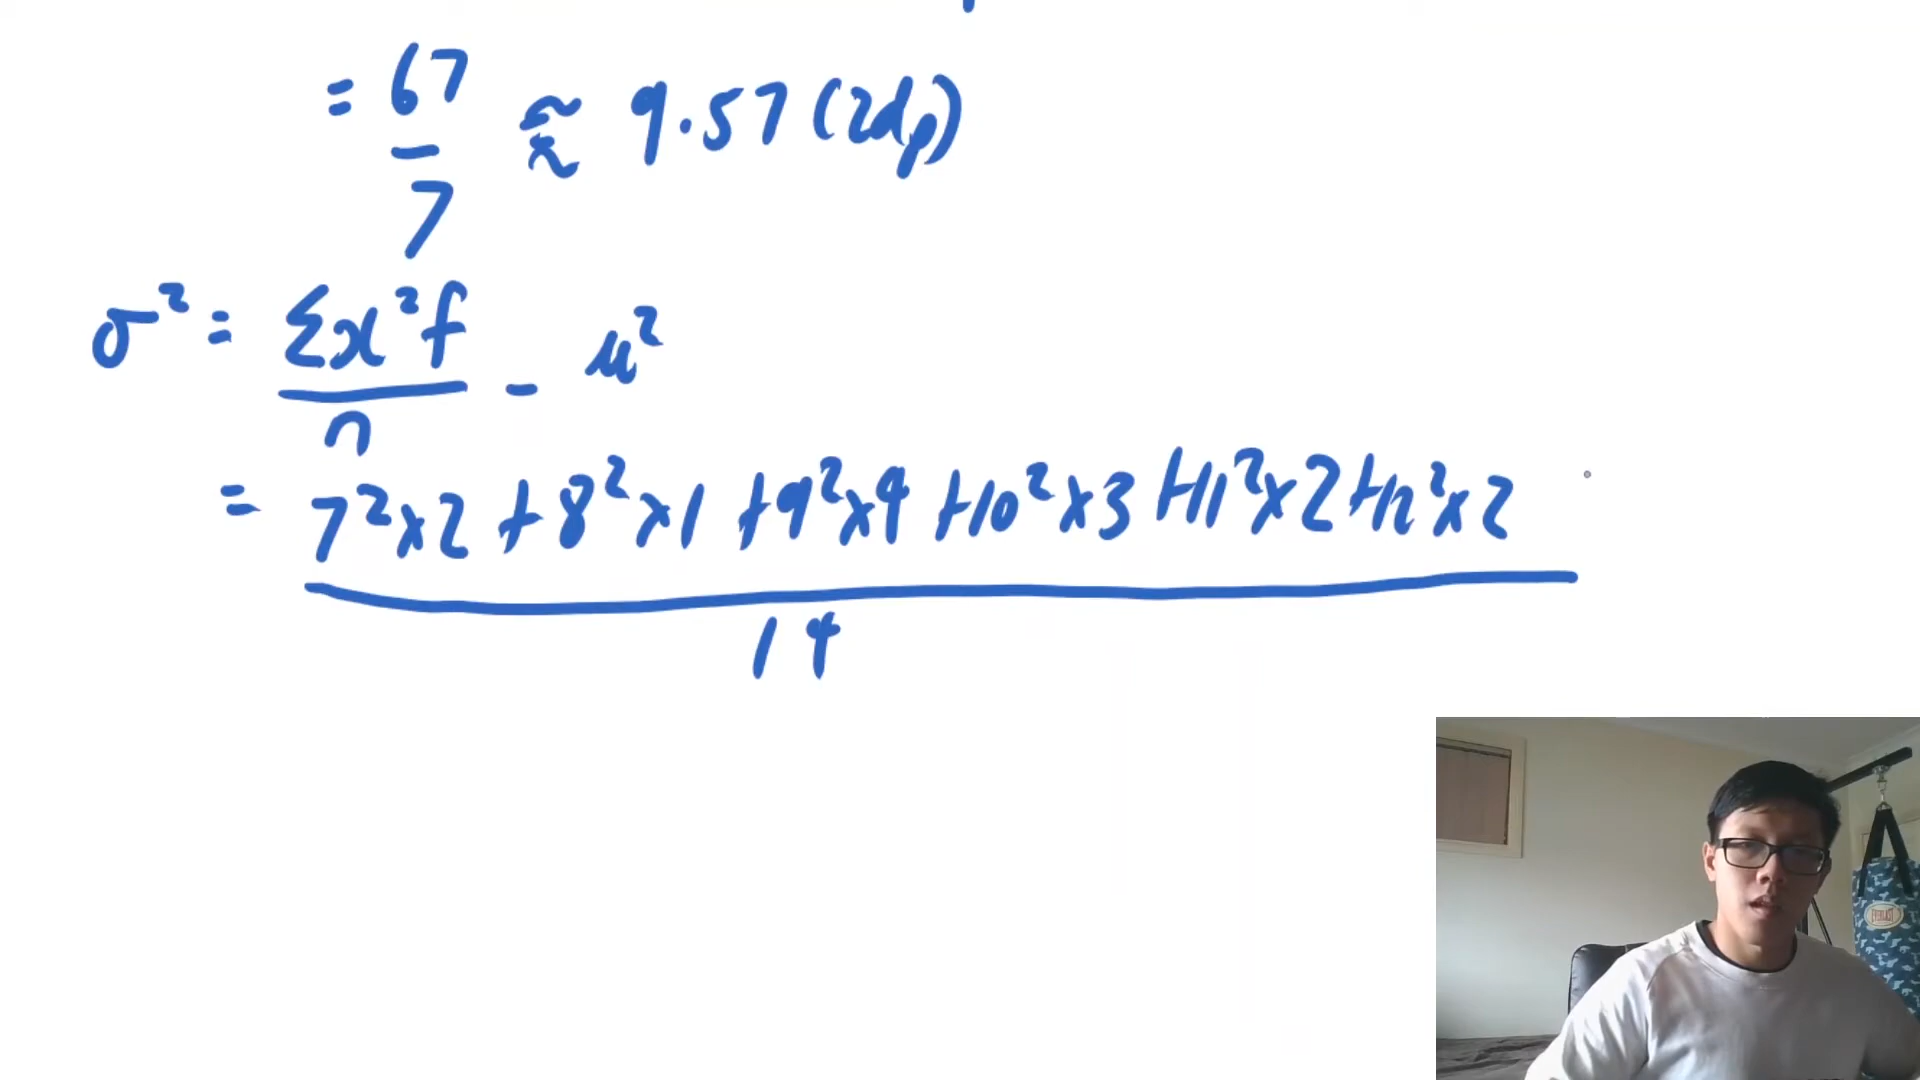 = 67/7 ≈ 9.57 (2dp)
σ² = Σx²f/n - μ²
= 7²×2 + 8²×1 + 9²×4 + 10²×3 + 11²×2 + 12²×2
14
EVERLAST